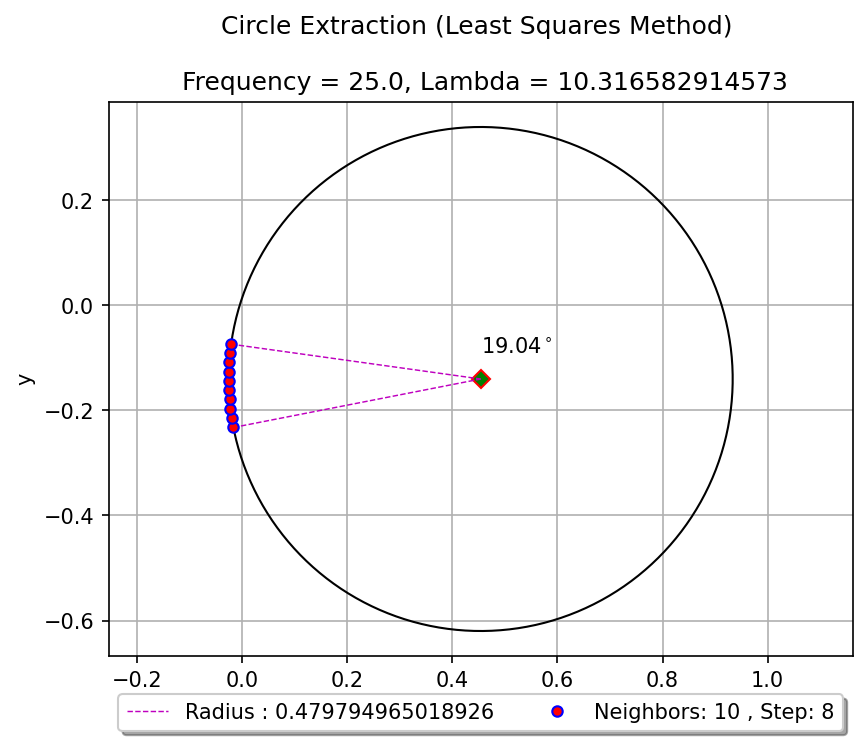 Circle Extraction (Least Squares Method)
Frequency = 25.0, Lambda = 10.316582914573
0.2
0.0
−0.2
−0.4
−0.6
y
19.04°
−0.2
0.0
0.2
0.4
0.6
0.8
1.0
Radius : 0.479794965018926
Neighbors: 10 , Step: 8